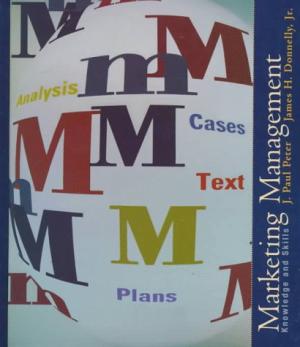 M
M
m
Analysis
M
M
M
Cases
Text
m
M
M
M
m
Plans
Marketing Management
Knowledge and Skills
J. Paul Peter
James H. Donnelly, Jr.